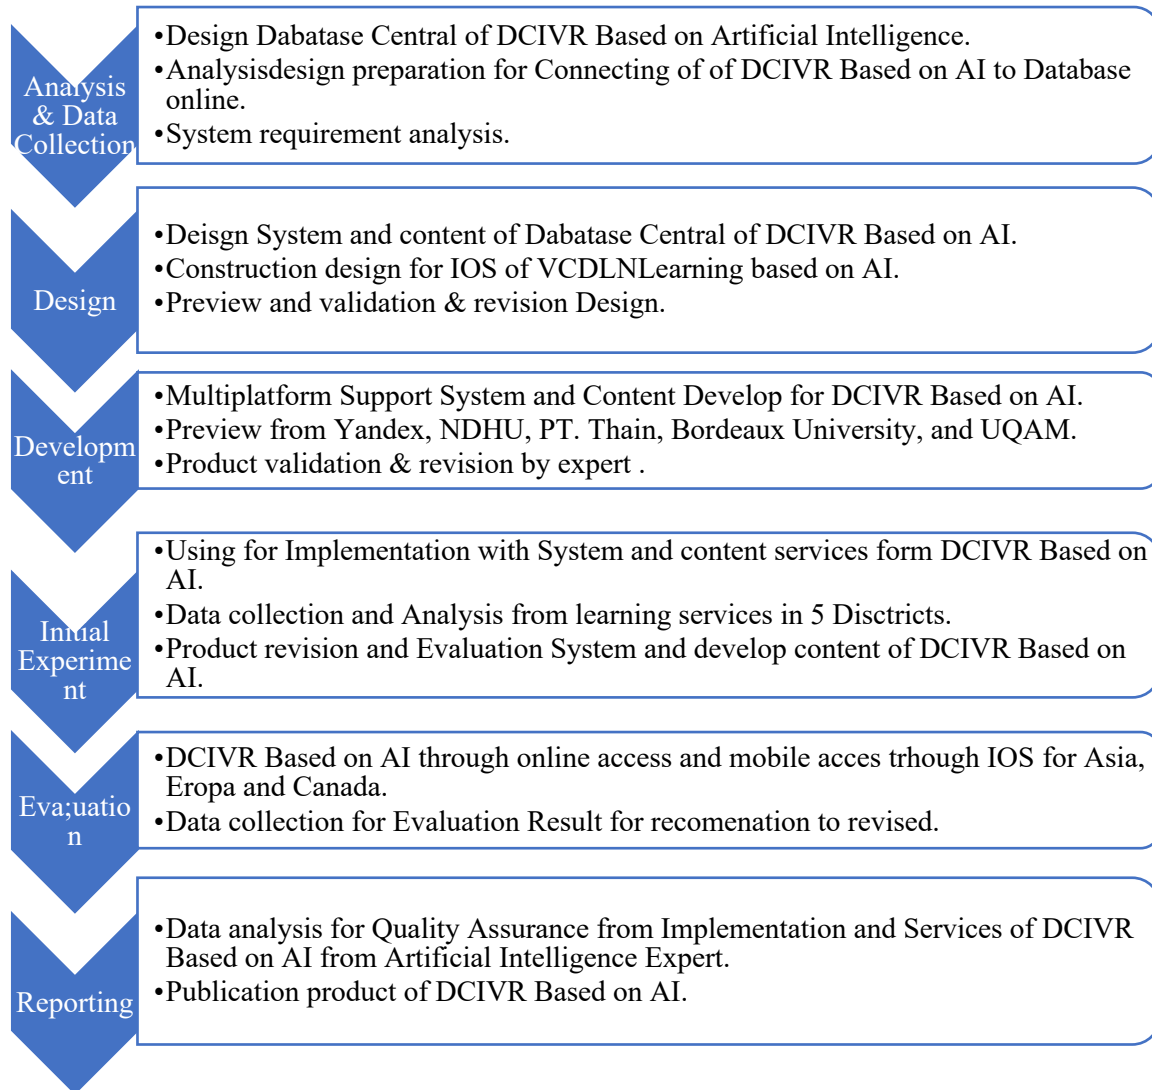 Analysis
& Data
Collection
•Design Dabatase Central of DCIVR Based on Artificial Intelligence.
•Analysisdesign preparation for Connecting of of DCIVR Based on AI to Database
online.
•System requirement analysis.
Design
•Deisgn System and content of Dabatase Central of DCIVR Based on AI.
•Construction design for IOS of VCDLNLearning based on AI.
•Preview and validation & revision Design.
Developm
ent
•Multiplatform Support System and Content Develop for DCIVR Based on AI.
•Preview from Yandex, NDHU, PT. Thain, Bordeaux University, and UQAM.
•Product validation & revision by expert .
Initial
Experime
nt
•Using for Implementation with System and content services form DCIVR Based on
AI.
•Data collection and Analysis from learning services in 5 Disctricts.
•Product revision and Evaluation System and develop content of DCIVR Based on
AI.
Eva;uatio
n
•DCIVR Based on AI through online access and mobile acces trhough IOS for Asia,
Eropa and Canada.
•Data collection for Evaluation Result for recomenation to revised.
Reporting
•Data analysis for Quality Assurance from Implementation and Services of DCIVR
Based on AI from Artificial Intelligence Expert.
•Publication product of DCIVR Based on AI.